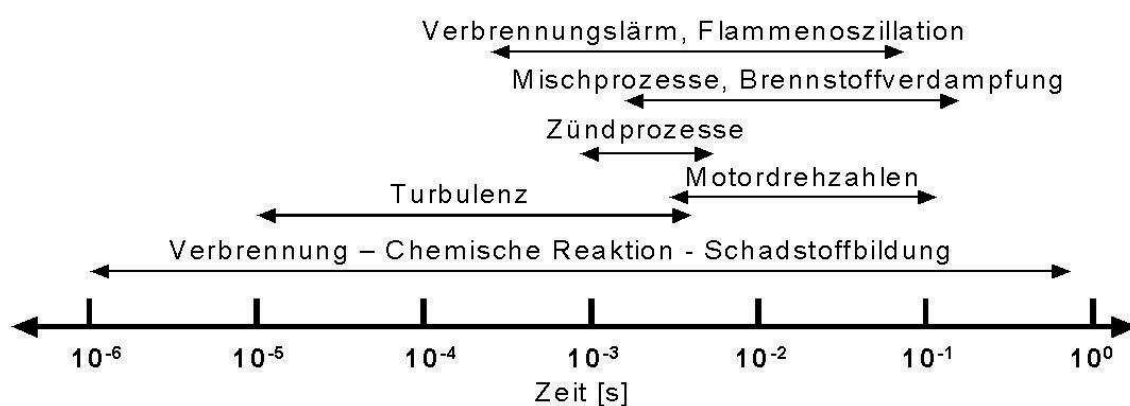 Verbrennungslärm, Flammenoszillation
Mischprozesse, Brennstoffverdampfung
Zündprozesse
Motordrehzahlen
Turbulenz
Verbrennung – Chemische Reaktion - Schadstoffbildung
10⁻⁶ 10⁻⁵ 10⁻⁴ 10⁻³ 10⁻² 10⁻¹ 10⁰
Zeit [s]